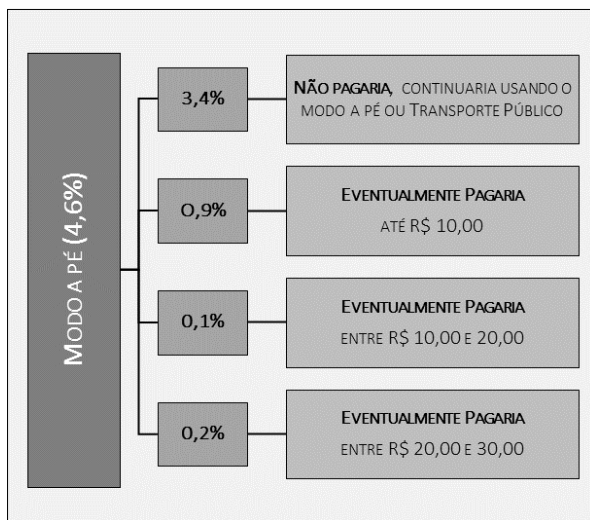 MODO A PÉ (4,6%)
3,4%
NÃO PAGARIA, CONTINUARIA USANDO O
MODO A PÉ OU TRANSPORTE PÚBLICO
O,9%
EVENTUALMENTE PAGARIA
ATÉ R$ 10,00
0,1%
EVENTUALMENTE PAGARIA
ENTRE R$ 10,00 E 20,00
0,2%
EVENTUALMENTE PAGARIA
ENTRE R$ 20,00 E 30,00